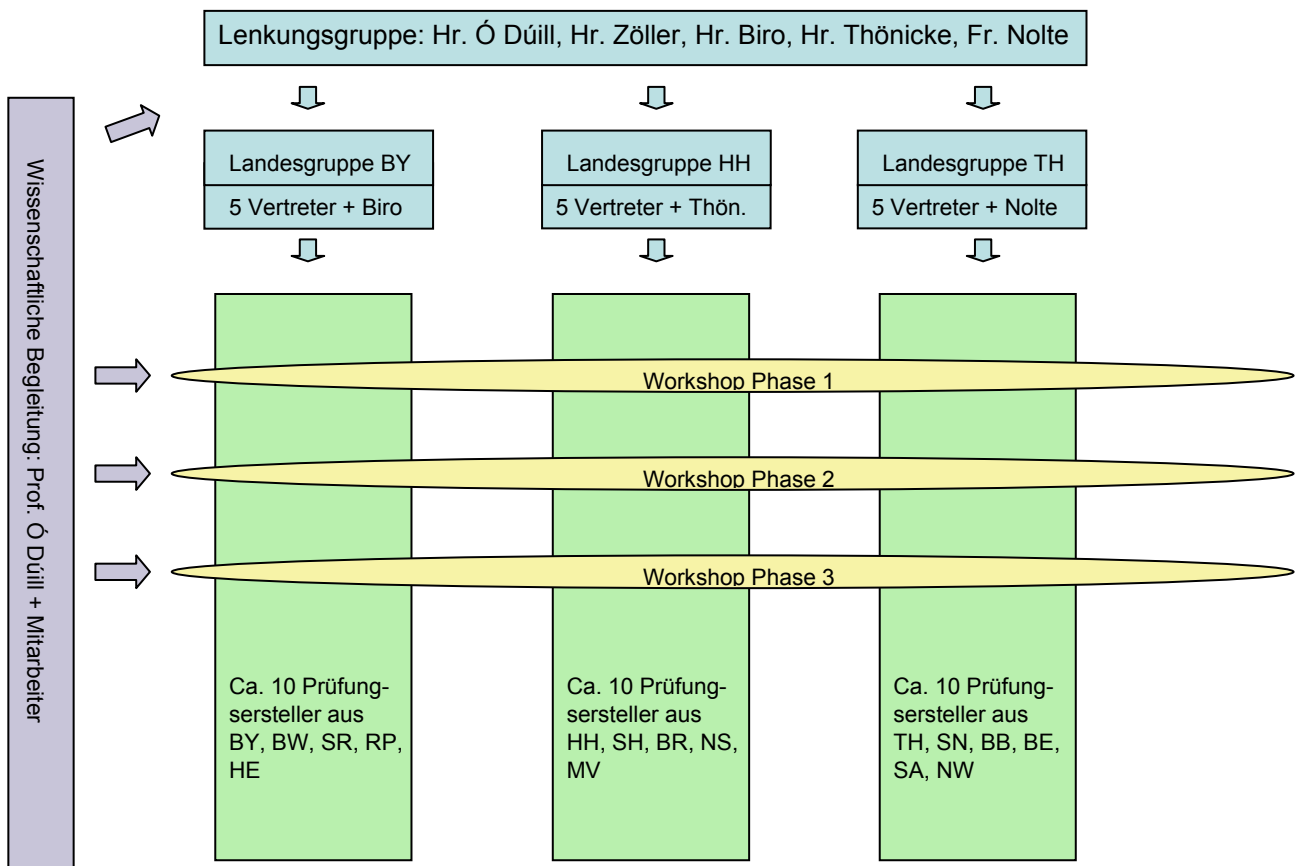 Lenkungsgruppe: Hr. Ó Dúill, Hr. Zöller, Hr. Biro, Hr. Thönicke, Fr. Nolte
Wissenschaftliche Begleitung: Prof. Ó Dúill + Mitarbeiter
Landesgruppe BY
5 Vertreter + Biro
Landesgruppe HH
5 Vertreter + Thön.
Landesgruppe TH
5 Vertreter + Nolte
Workshop Phase 1
Workshop Phase 2
Workshop Phase 3
Ca. 10 Prüfung-
sersteller aus
BY, BW, SR, RP,
HE
Ca. 10 Prüfung-
sersteller aus
HH, SH, BR, NS,
MV
Ca. 10 Prüfung-
sersteller aus
TH, SN, BB, BE,
SA, NW